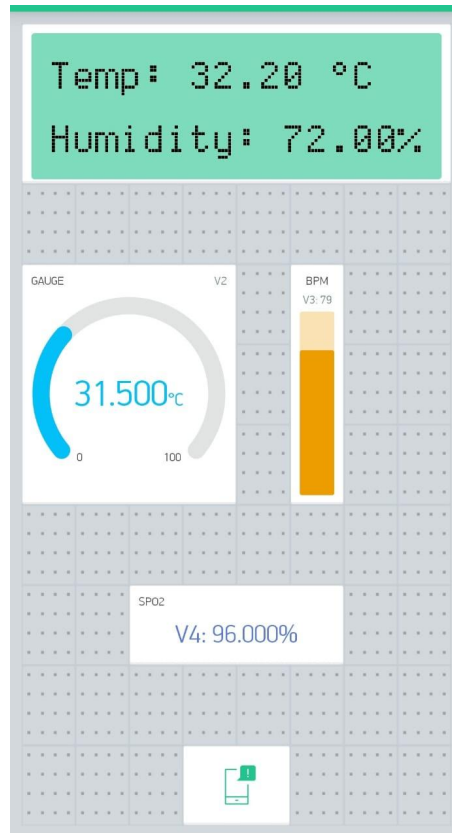 Temp: 32.20 °C
Humidity: 72.00%
GAUGE V2
31.500°C
0 100
BPM
V3: 79
SPO2
V4: 96.000%
!